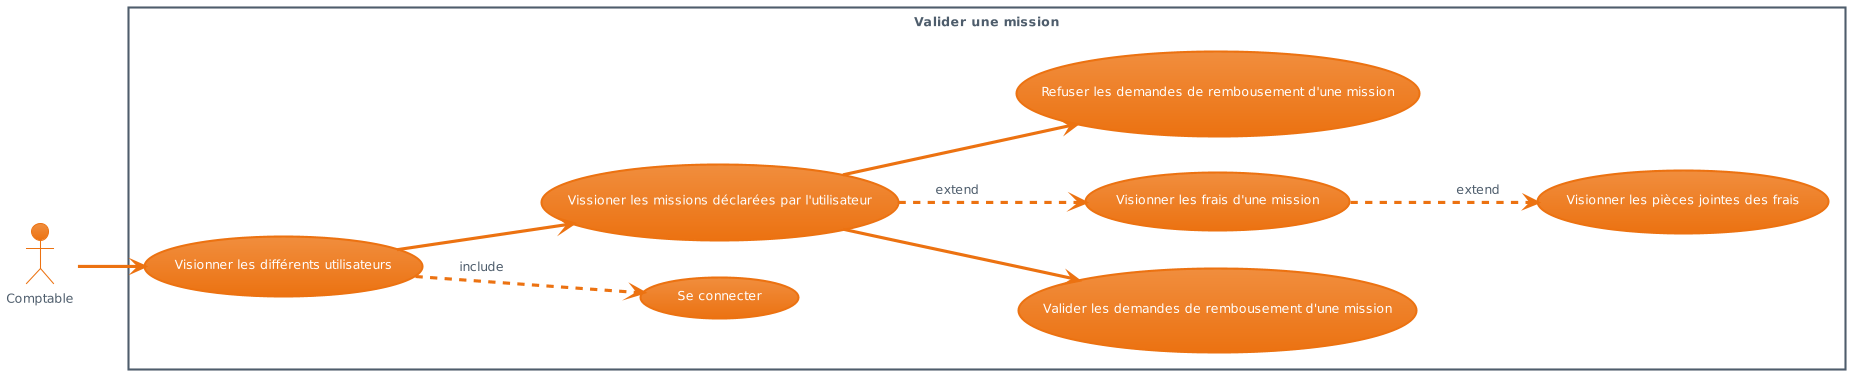 Valider une mission
Refuser les demandes de rembousement d'une mission
extend
extend
Vissioner les missions déclarées par l'utilisateur
Visionner les frais d'une mission
Visionner les pièces jointes des frais
Visionner les différents utilisateurs
include
Se connecter
Comptable
Valider les demandes de rembousement d'une mission